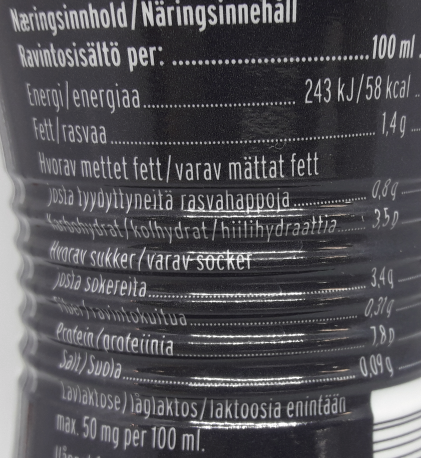 Næringsinnhold/Näringsinnehåll
Ravintosisältö per: 100 ml
Energi/energiaa 243 kJ/58 kcal
Fett/rasvaa 1,4 g
Hvorav mettet fett/varav mättat fett
josta tyydyttyneitä rasvahappoja 0,8 g
Karbohydrat/kolhydrat/hiilihydraattia 3,5
Hvorav sukker/varav socker
josta sokereita 3,4 g
Fiber/ravintokuitua
Protein/proteiinia 7,8
Salt/Suola 0,09 g
Lavlaktose/låglaktos/laktoosia enintään
max. 50 mg per 100 ml.